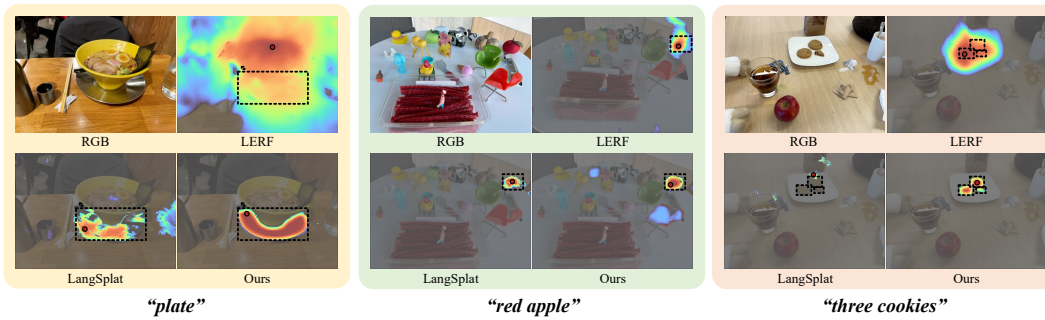 RGB
LERF
LangSplat
Ours
“plate”
RGB
LERF
LangSplat
Ours
“red apple”
RGB
LERF
LangSplat
Ours
“three cookies”